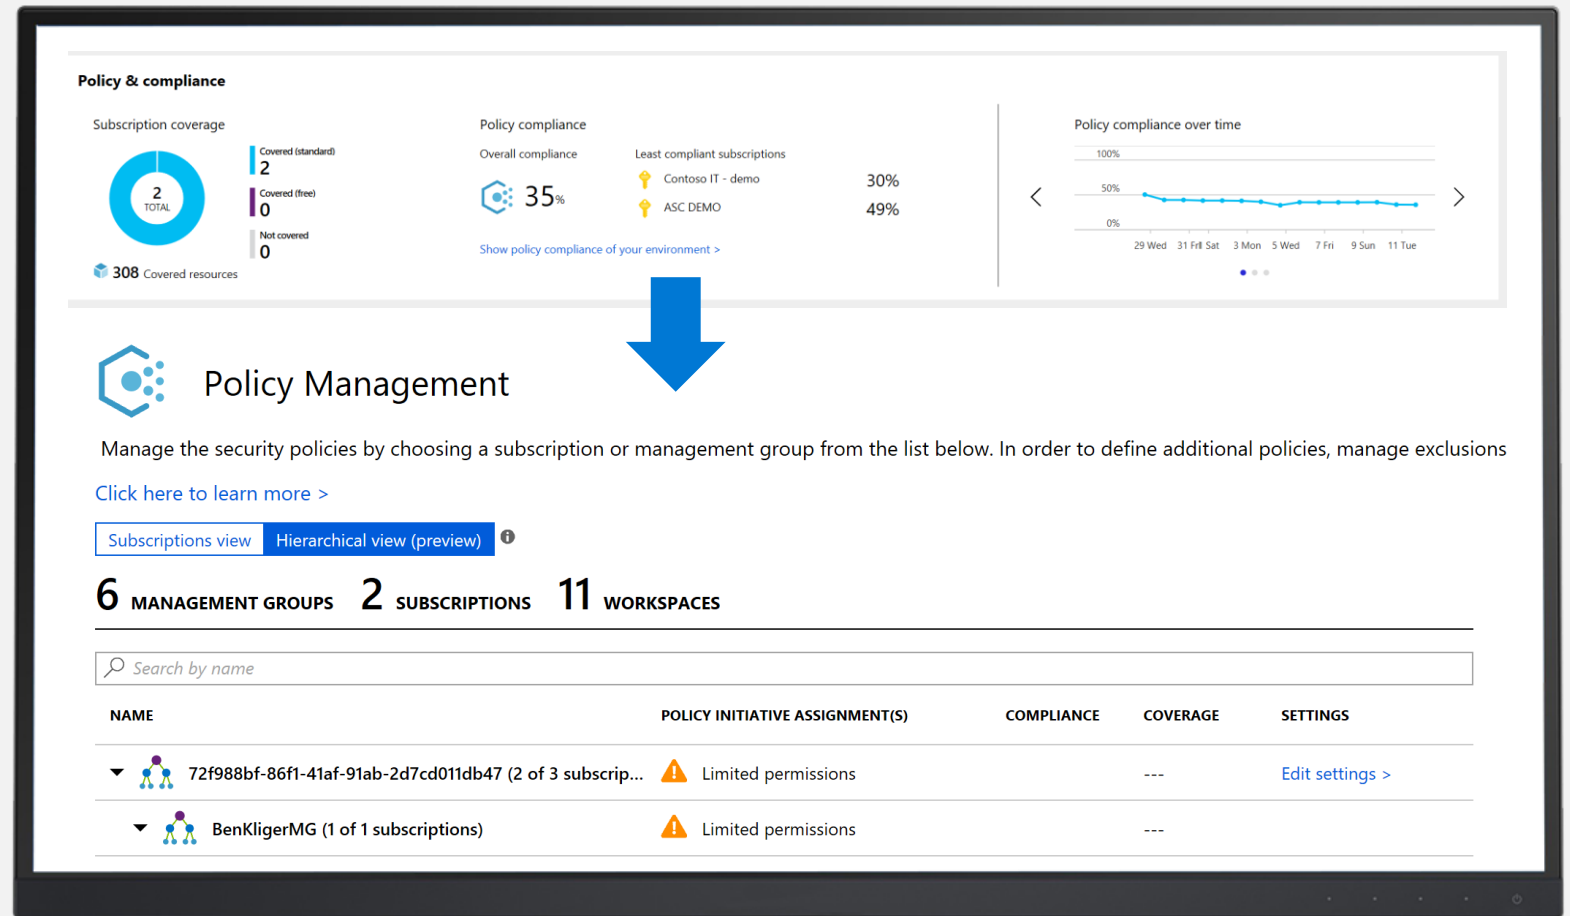 Policy & compliance
Subscription coverage
2
TOTAL
Covered (standard)
2
Covered (free)
0
Not covered
0
308 Covered resources
Policy compliance
Overall compliance
35%
Least compliant subscriptions
Contoso IT - demo 30%
ASC DEMO 49%
Show policy compliance of your environment >
Policy compliance over time
100%
50%
0%
29 Wed 31 Fri Sat 3 Mon 5 Wed 7 Fri 9 Sun 11 Tue
Policy Management
Manage the security policies by choosing a subscription or management group from the list below. In order to define additional policies, manage exclusions
Click here to learn more >
Subscriptions view Hierarchical view (preview)
6 MANAGEMENT GROUPS 2 SUBSCRIPTIONS 11 WORKSPACES
Search by name
NAME POLICY INITIATIVE ASSIGNMENT(S) COMPLIANCE COVERAGE SETTINGS
72f988bf-86f1-41af-91ab-2d7cd011db47 (2 of 3 subscrip... Limited permissions --- Edit settings >
BenKligerMG (1 of 1 subscriptions) Limited permissions ---